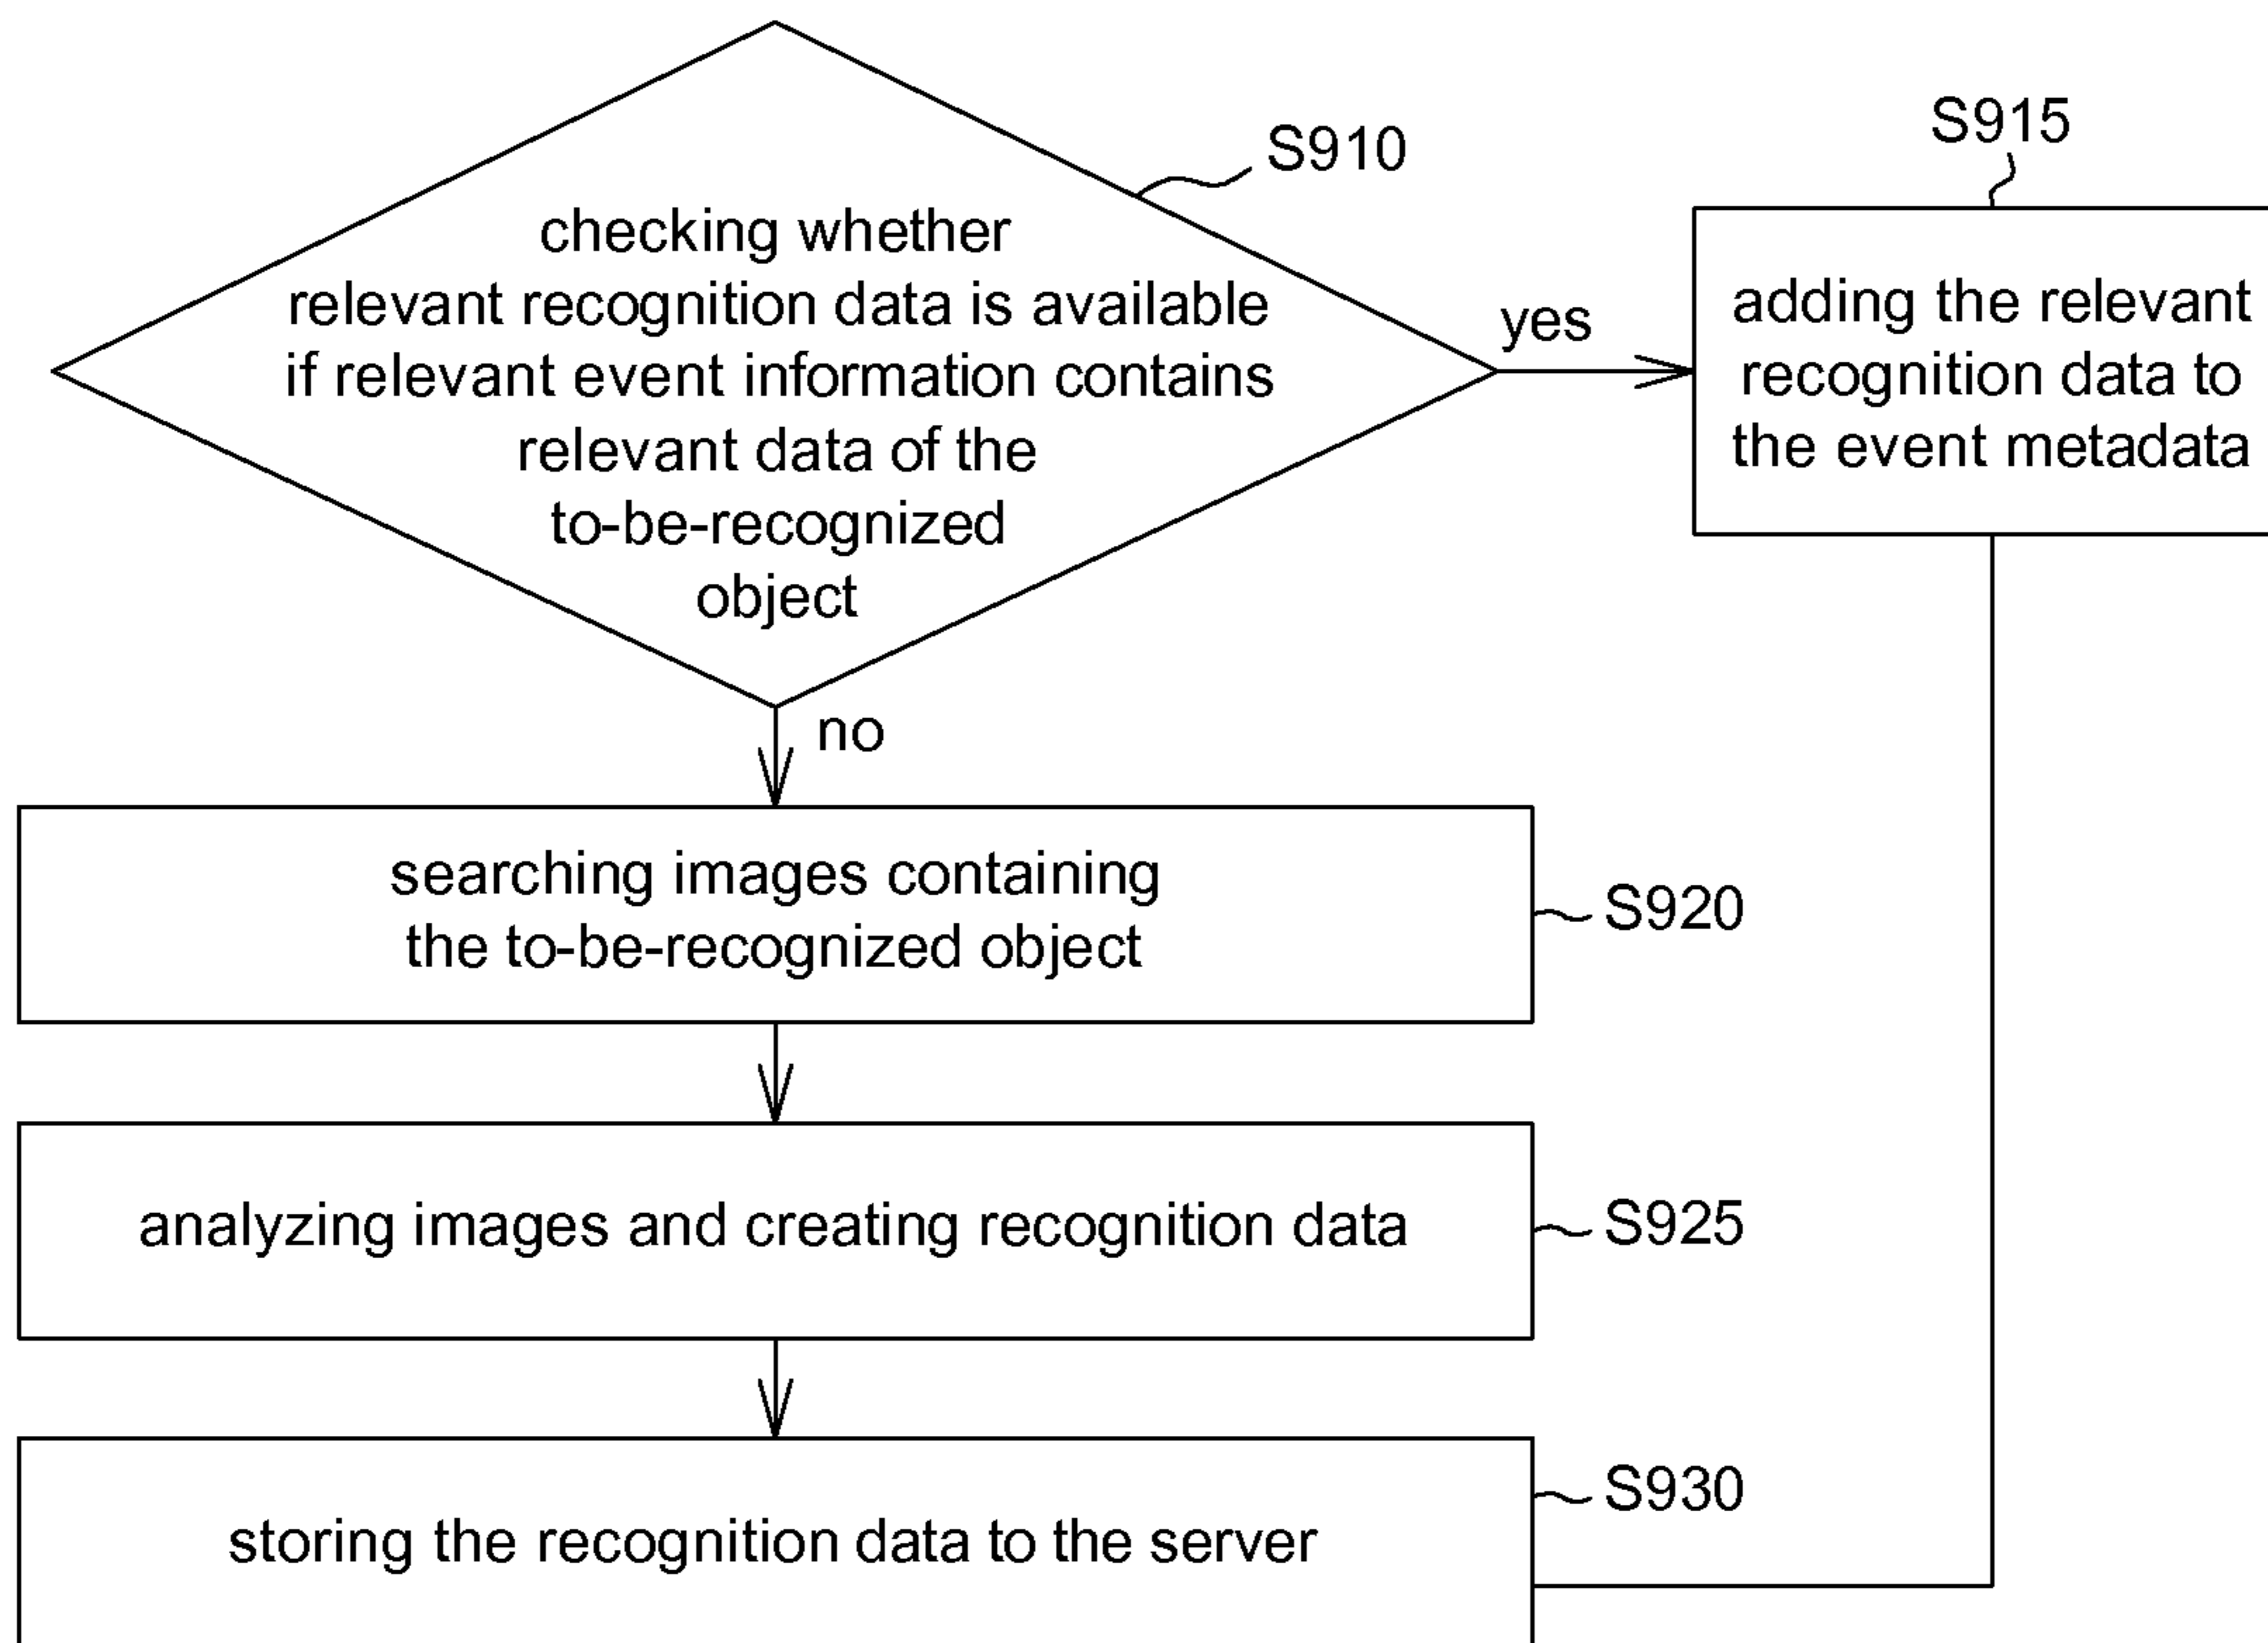 S910
checking whether
relevant recognition data is available
if relevant event information contains
relevant data of the
to-be-recognized
object
yes
S915
adding the relevant
recognition data to
the event metadata
no
searching images containing
the to-be-recognized object
S920
analyzing images and creating recognition data
S925
storing the recognition data to the server
S930